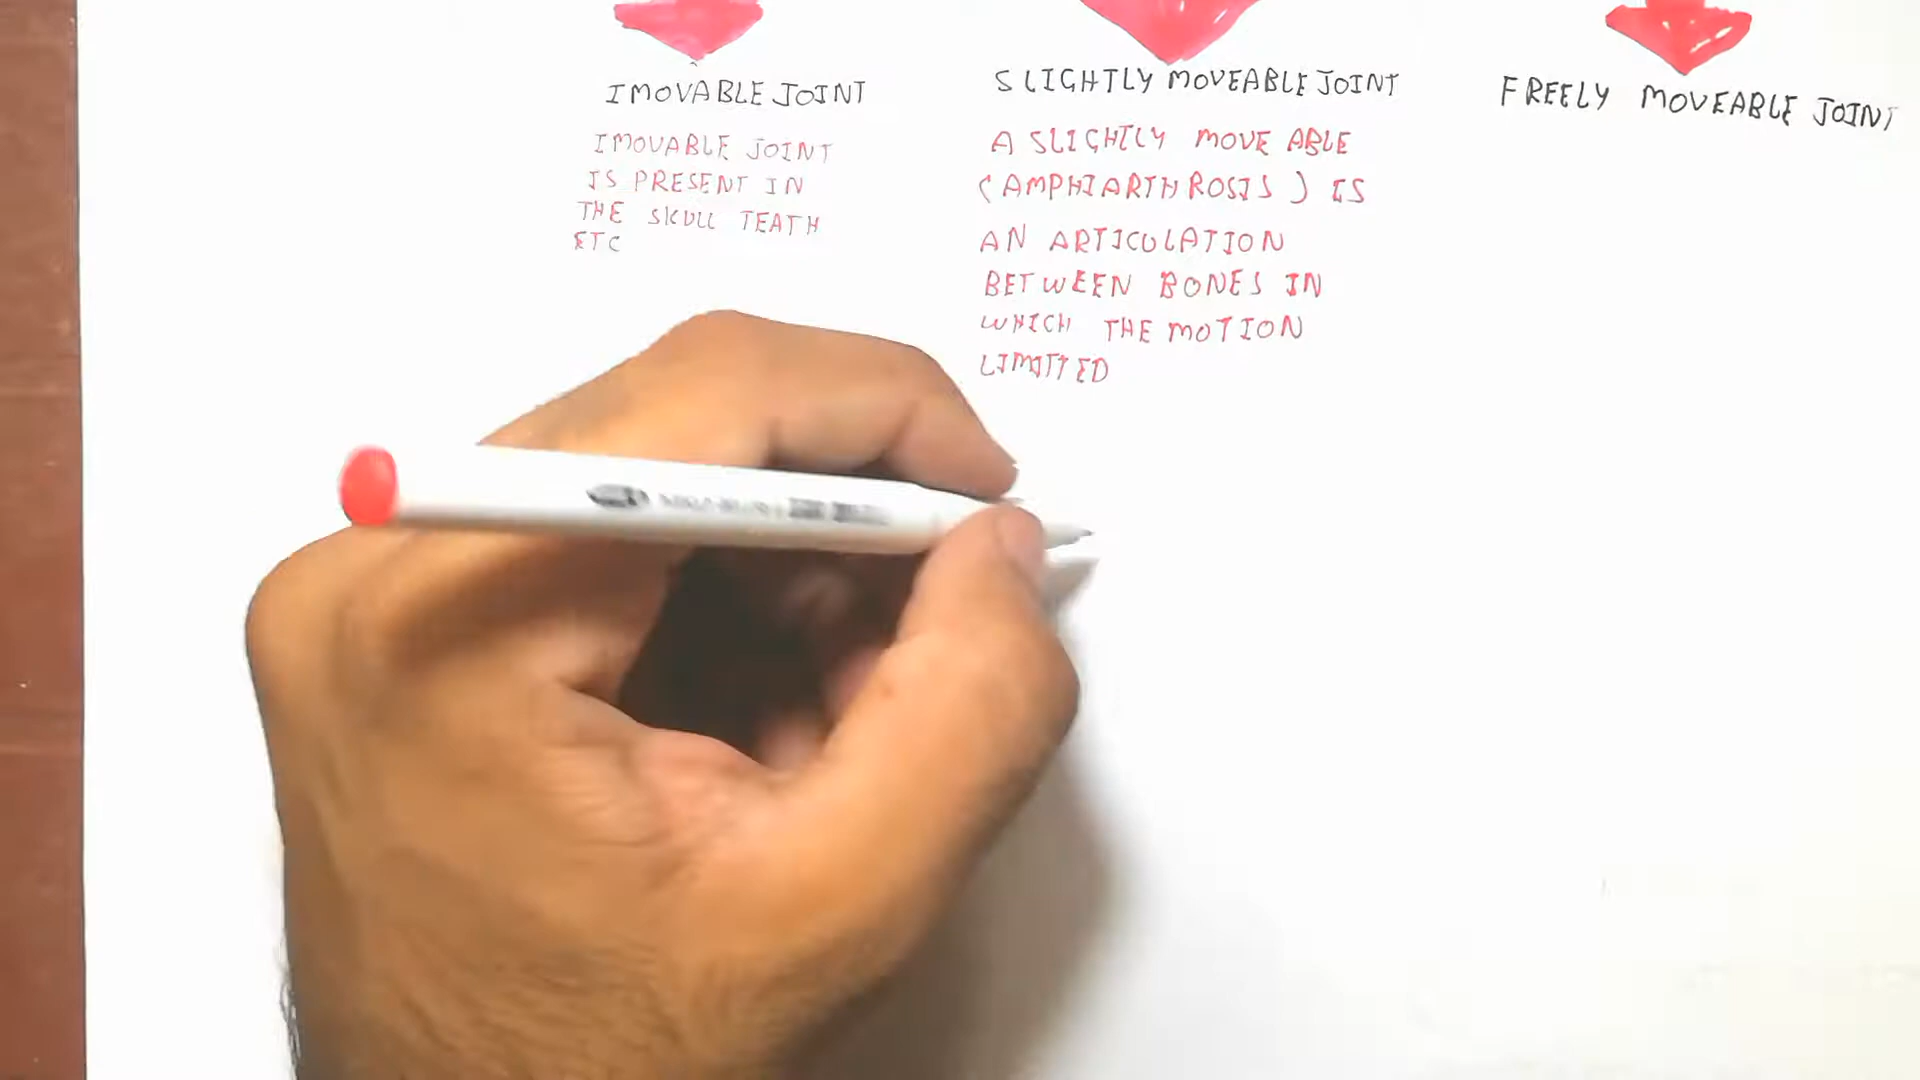 IMOVABLE JOINT
IMOVABLE JOINT
IS PRESENT IN
THE SKULL TEATH
ETC
SLIGHTLY MOVEABLE JOINT
A SLIGHTLY MOVE ABLE
(AMPHIARTHROSIS) IS
AN ARTICULATION
BETWEEN BONES IN
WHICH THE MOTION
LIMITTED
FREELY MOVEABLE JOINT